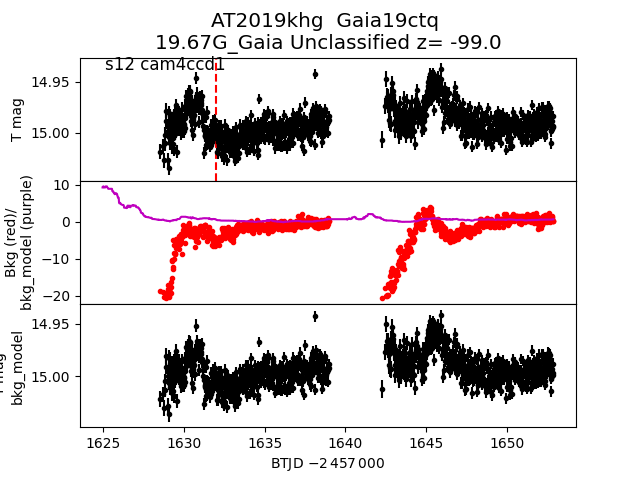 AT2019khg Gaia19ctq
19.67G_Gaia Unclassified z= -99.0
s12 cam4ccd1
14.95
15.00
T mag
10
0
−10
−20
Bkg (red)/
bkg_model (purple)
14.95
15.00
mag
bkg_model
1625 1630 1635 1640 1645 1650
BTJD −2 457 000